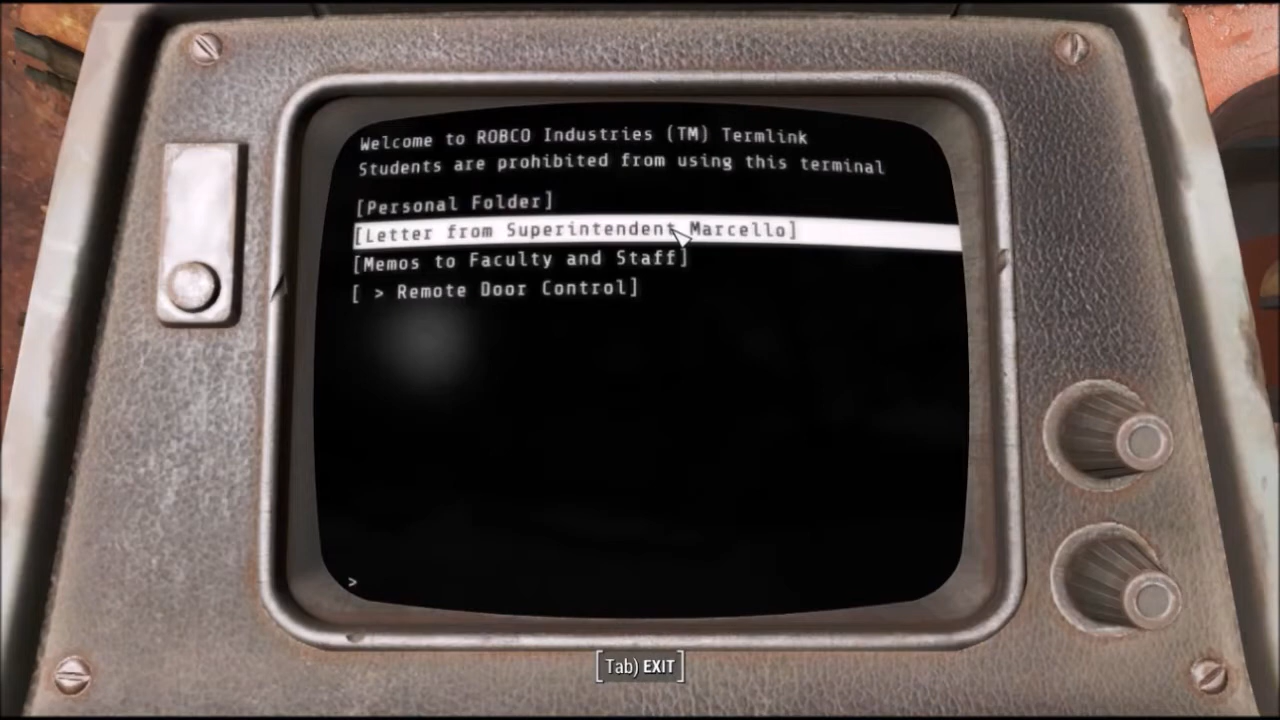 Welcome to ROBCO Industries (TM) Termlink
Students are prohibited from using this terminal
[Personal Folder]
[Letter from Superintendent Marcello]
[Memos to Faculty and Staff]
[ > Remote Door Control]
>
[Tab) EXIT]